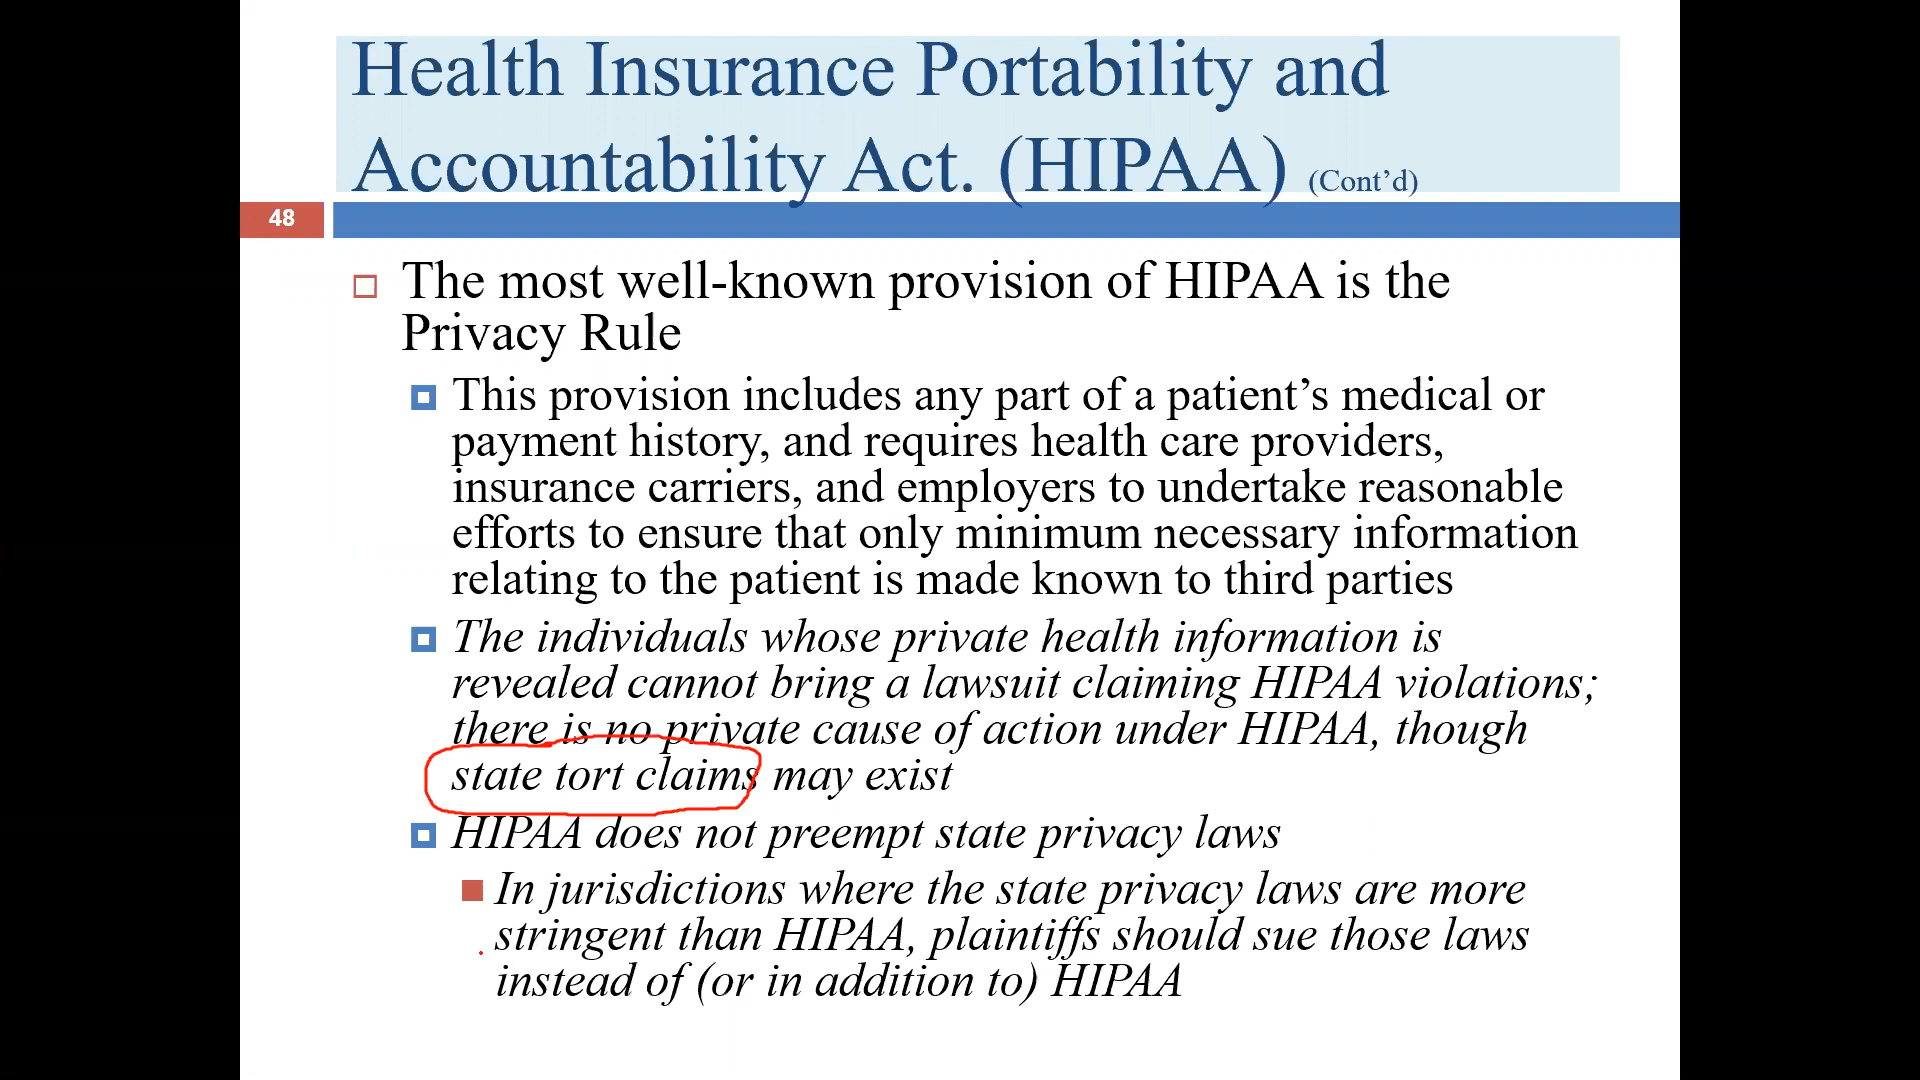 Health Insurance Portability and
Accountability Act. (HIPAA) (Cont’d)
48
The most well-known provision of HIPAA is the
Privacy Rule
This provision includes any part of a patient’s medical or
payment history, and requires health care providers,
insurance carriers, and employers to undertake reasonable
efforts to ensure that only minimum necessary information
relating to the patient is made known to third parties
The individuals whose private health information is
revealed cannot bring a lawsuit claiming HIPAA violations;
there is no private cause of action under HIPAA, though
state tort claims may exist
HIPAA does not preempt state privacy laws
In jurisdictions where the state privacy laws are more
stringent than HIPAA, plaintiffs should sue those laws
instead of (or in addition to) HIPAA